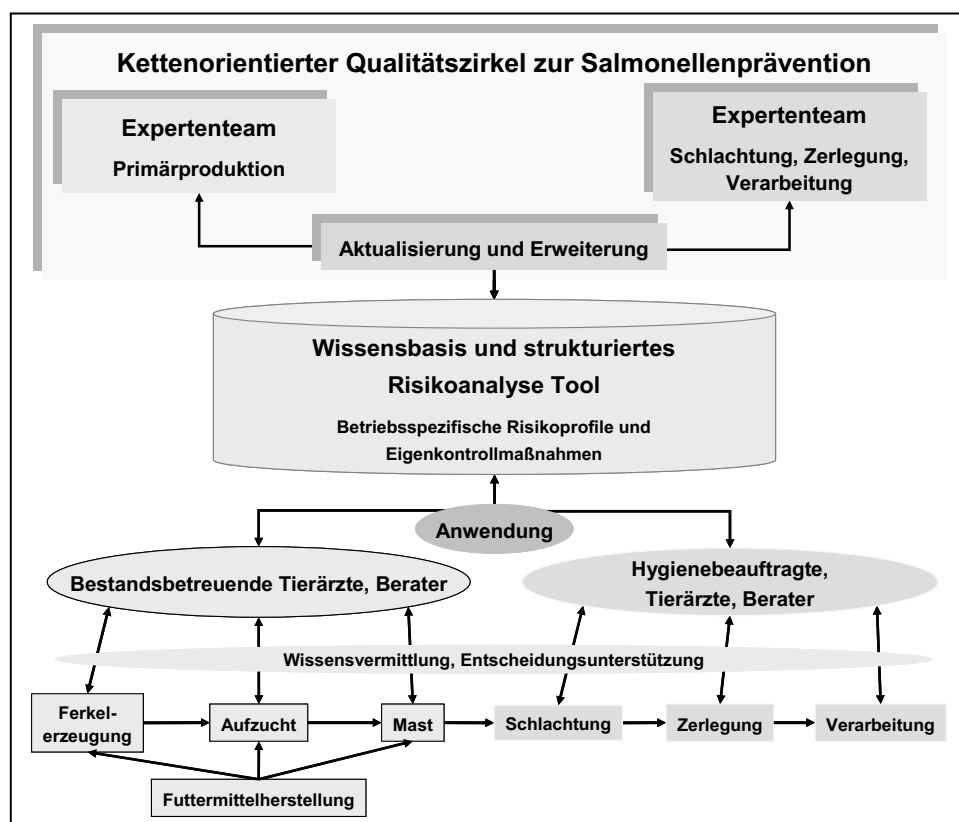 Kettenorientierter Qualitätszirkel zur Salmonellenprävention
Expertenteam
Primärproduktion
Expertenteam
Schlachtung, Zerlegung,
Verarbeitung
Aktualisierung und Erweiterung
Wissensbasis und strukturiertes
Risikoanalyse Tool
Betriebsspezifische Risikoprofile und
Eigenkontrollmaßnahmen
Anwendung
Bestandsbetreuende Tierärzte, Berater
Hygienebeauftragte,
Tierärzte, Berater
Wissensvermittlung, Entscheidungsunterstützung
Ferkel-
erzeugung
Aufzucht
Mast
Schlachtung
Zerlegung
Verarbeitung
Futtermittelherstellung